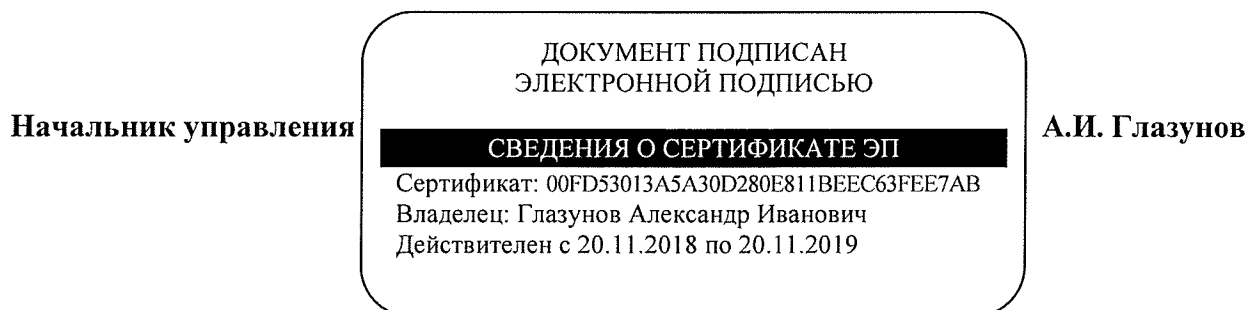 ДОКУМЕНТ ПОДПИСАН
ЭЛЕКТРОННОЙ ПОДПИСЬЮ
Начальник управления
А.И. Глазунов
СВЕДЕНИЯ О СЕРТИФИКАТЕ ЭП
Сертификат: 00FD53013A5A30D280E811BEEC63FEE7AB
Владелец: Глазунов Александр Иванович
Действителен с 20.11.2018 по 20.11.2019